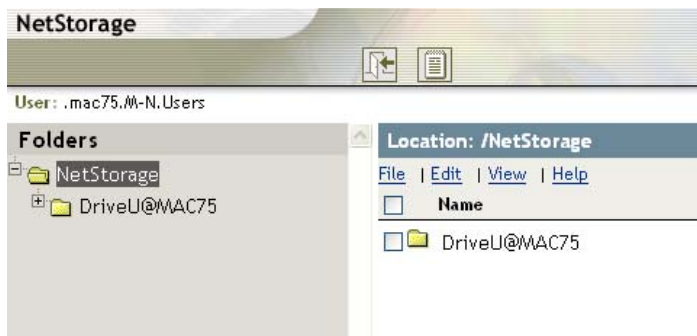 NetStorage
User: .mac75.M-N.Users
Folders
NetStorage
DriveU@MAC75
Location: /NetStorage
File | Edit | View | Help
Name
DriveU@MAC75